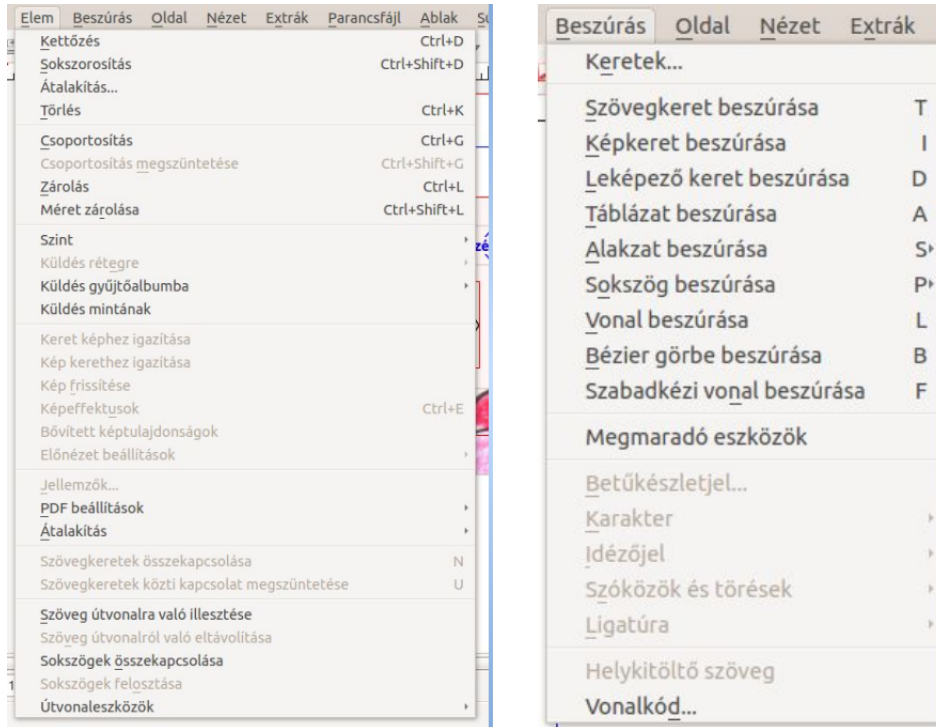 Elem Beszúrás Oldal Nézet Extrák Parancsfájl Ablak
Kettőzés Ctrl+D
Sokszorosítás Ctrl+Shift+D
Átalakítás...
Törlés Ctrl+K
Csoportosítás Ctrl+G
Csoportosítás megszüntetése Ctrl+Shift+G
Zárolás Ctrl+L
Méret zárolása Ctrl+Shift+L
Szint
Küldés rétegre
Küldés gyűjtőalbumba
Küldés mintának
Keret képhez igazítása
Kép kerethez igazítása
Kép frissítése
Képeffektusok Ctrl+E
Bővített képtulajdonságok
Előnézet beállítások
Jellemzők...
PDF beállítások
Átalakítás
Szövegkeretek összekapcsolása N
Szövegkeretek közti kapcsolat megszüntetése U
Szöveg útvonalra való illesztése
Szöveg útvonalról való eltávolítása
Sokszögek összekapcsolása
Sokszögek felosztása
Útvonaleszközök
Beszúrás Oldal Nézet Extrák
Keretek...
Szövegkeret beszúrása T
Képkeret beszúrása I
Leképező keret beszúrása D
Táblázat beszúrása A
Alakzat beszúrása S
Sokszög beszúrása P
Vonal beszúrása L
Bézier görbe beszúrása B
Szabadkézi vonal beszúrása F
Megmaradó eszközök
Betűkészletjel...
Karakter
Idézőjel
Szóközök és törések
Ligatúra
Helykitöltő szöveg
Vonalkód...